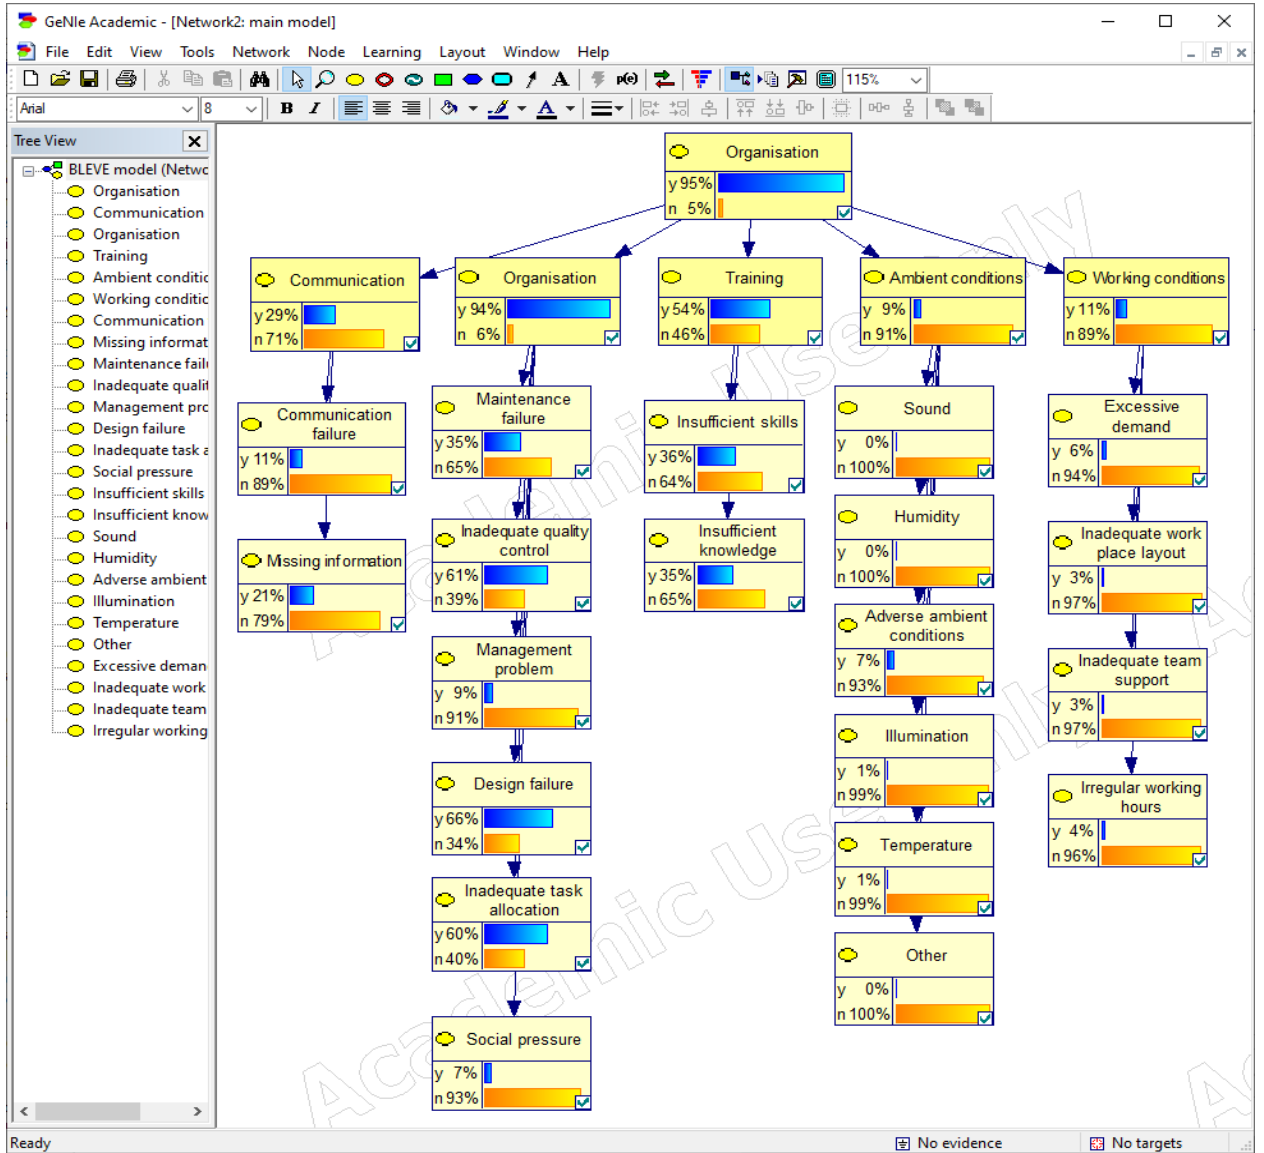 GeNIe Academic - [Network2: main model]
File Edit View Tools Network Node Learning Layout Window Help
p(e) 115%
Arial 8 B I A
Tree View
BLEVE model (Netwo
Organisation
Communication
Organisation
Training
Ambient conditic
Working conditic
Communication
Missing informat
Maintenance fail
Inadequate qualit
Management pro
Design failure
Inadequate task a
Social pressure
Insufficient skills
Insufficient know
Sound
Humidity
Adverse ambient
Illumination
Temperature
Other
Excessive deman
Inadequate work
Inadequate team
Irregular working
Organisation
y 95%
n 5%
Communication
y 29%
n 71%
Organisation
y 94%
n 6%
Training
y 54%
n 46%
Ambient conditions
y 9%
n 91%
Working conditions
y 11%
n 89%
Communication
failure
y 11%
n 89%
Missing information
y 21%
n 79%
Maintenance
failure
y 35%
n 65%
Inadequate quality
control
y 61%
n 39%
Management
problem
y 9%
n 91%
Design failure
y 66%
n 34%
Inadequate task
allocation
y 60%
n 40%
Social pressure
y 7%
n 93%
Insufficient skills
y 36%
n 64%
Insufficient
knowledge
y 35%
n 65%
Sound
y 0%
n 100%
Humidity
y 0%
n 100%
Adverse ambient
conditions
y 7%
n 93%
Illumination
y 1%
n 99%
Temperature
y 1%
n 99%
Other
y 0%
n 100%
Excessive
demand
y 6%
n 94%
Inadequate work
place layout
y 3%
n 97%
Inadequate team
support
y 3%
n 97%
Irregular working
hours
y 4%
n 96%
Academic Use Only
Academic Use Only
Ready
No evidence
No targets